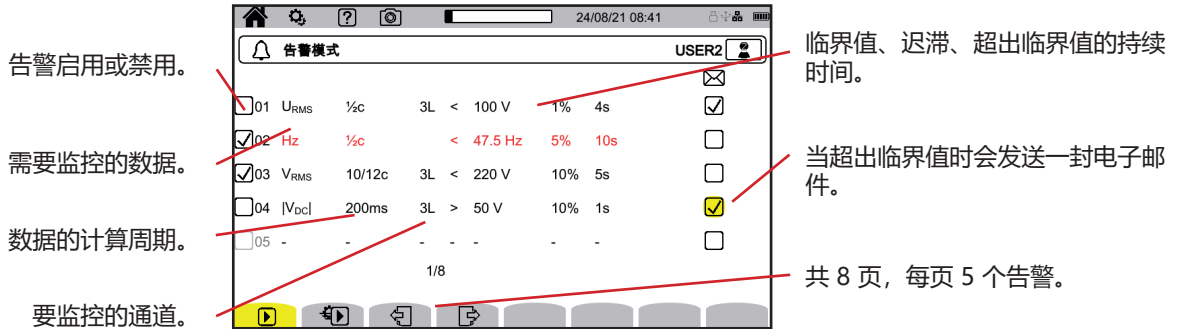 24/08/21 08:41
告警模式
USER2
01 U_RMS ½c 3L < 100 V 1% 4s
02 Hz ½c < 47.5 Hz 5% 10s
03 V_RMS 10/12c 3L < 220 V 10% 5s
04 |V_DC| 200ms 3L > 50 V 10% 1s
05 - - - - - - -
1/8
告警启用或禁用。
需要监控的数据。
数据的计算周期。
要监控的通道。
临界值、迟滞、超出临界值的持续
时间。
当超出临界值时会发送一封电子邮
件。
共 8 页，每页 5 个告警。